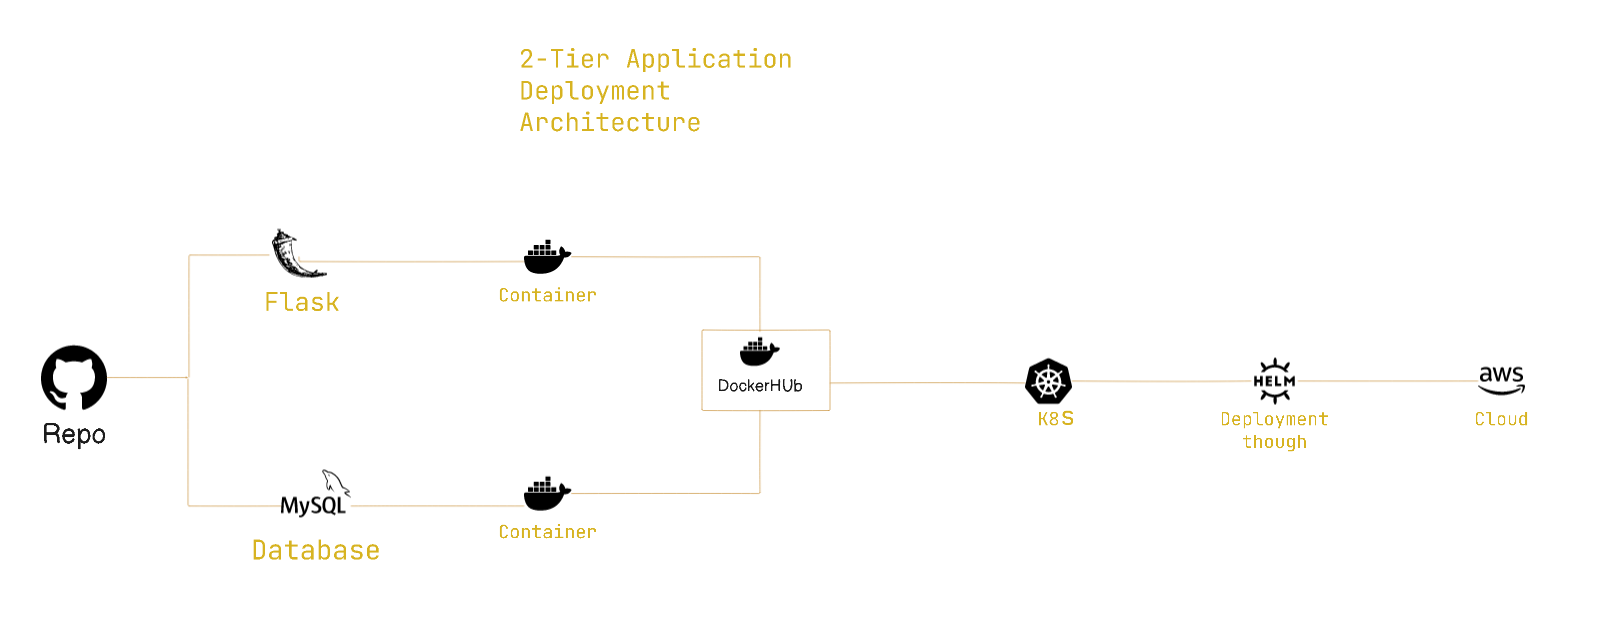 2-Tier Application
Deployment
Architecture
Flask
Container
Repo
DockerHUb
K8S
HELM
Deployment
though
aws
Cloud
MySQL
Database
Container